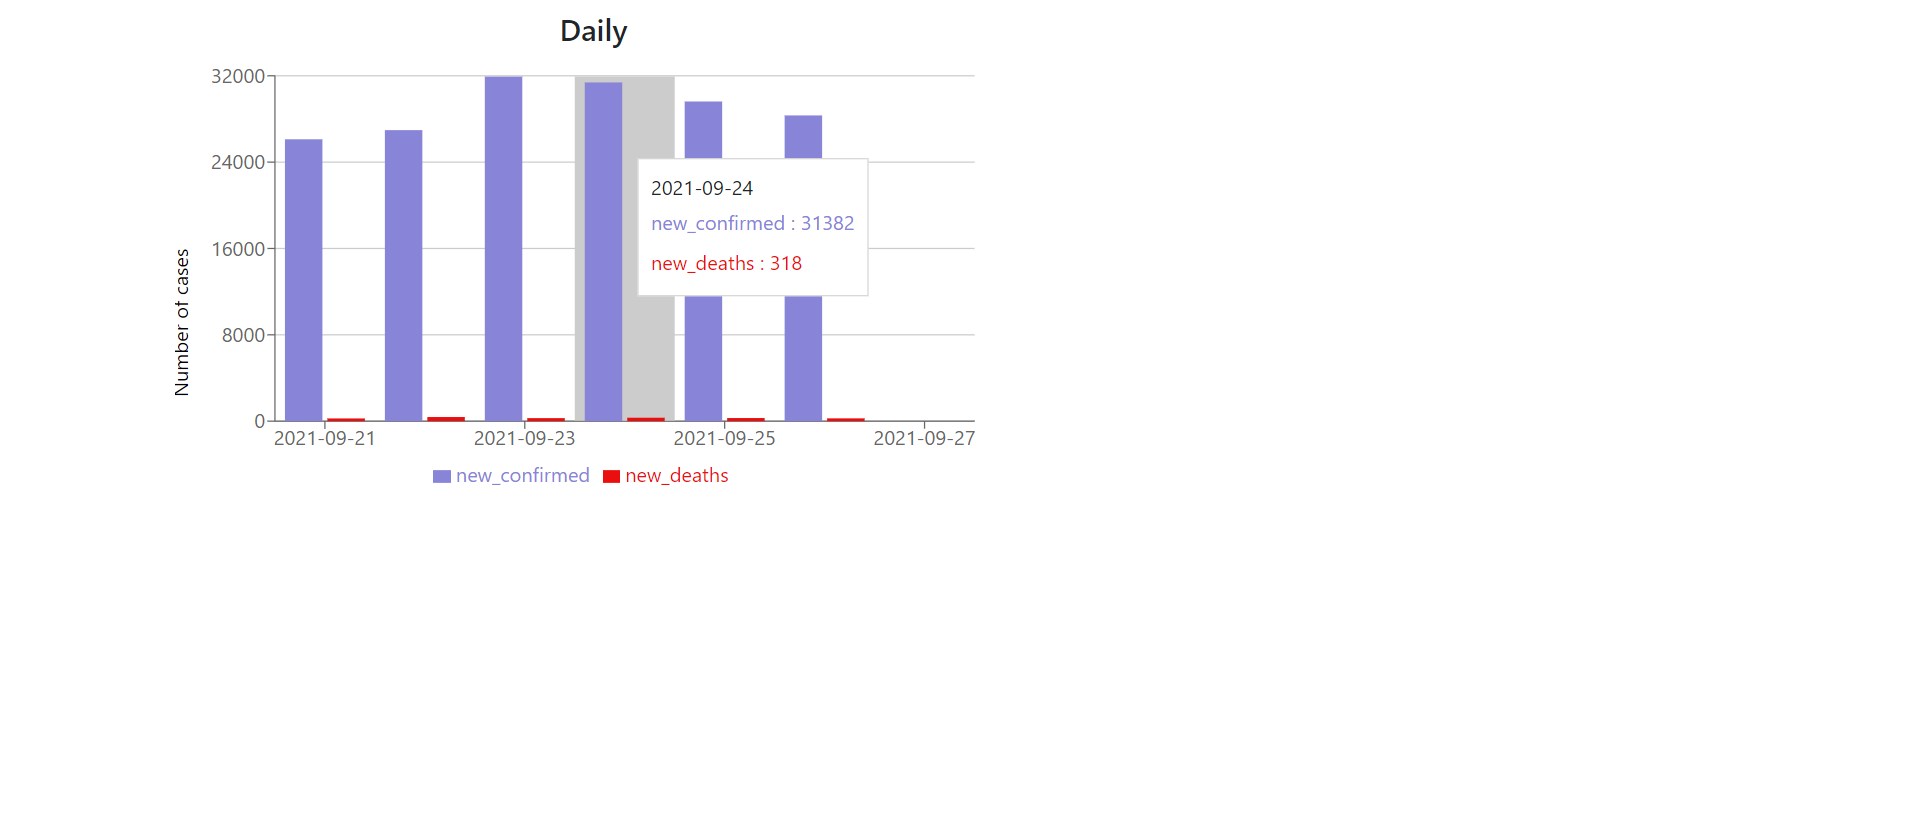 Daily
32000
24000
16000
8000
0
Number of cases
2021-09-24
new_confirmed : 31382
new_deaths : 318
2021-09-21 2021-09-23 2021-09-25 2021-09-27
new_confirmed new_deaths